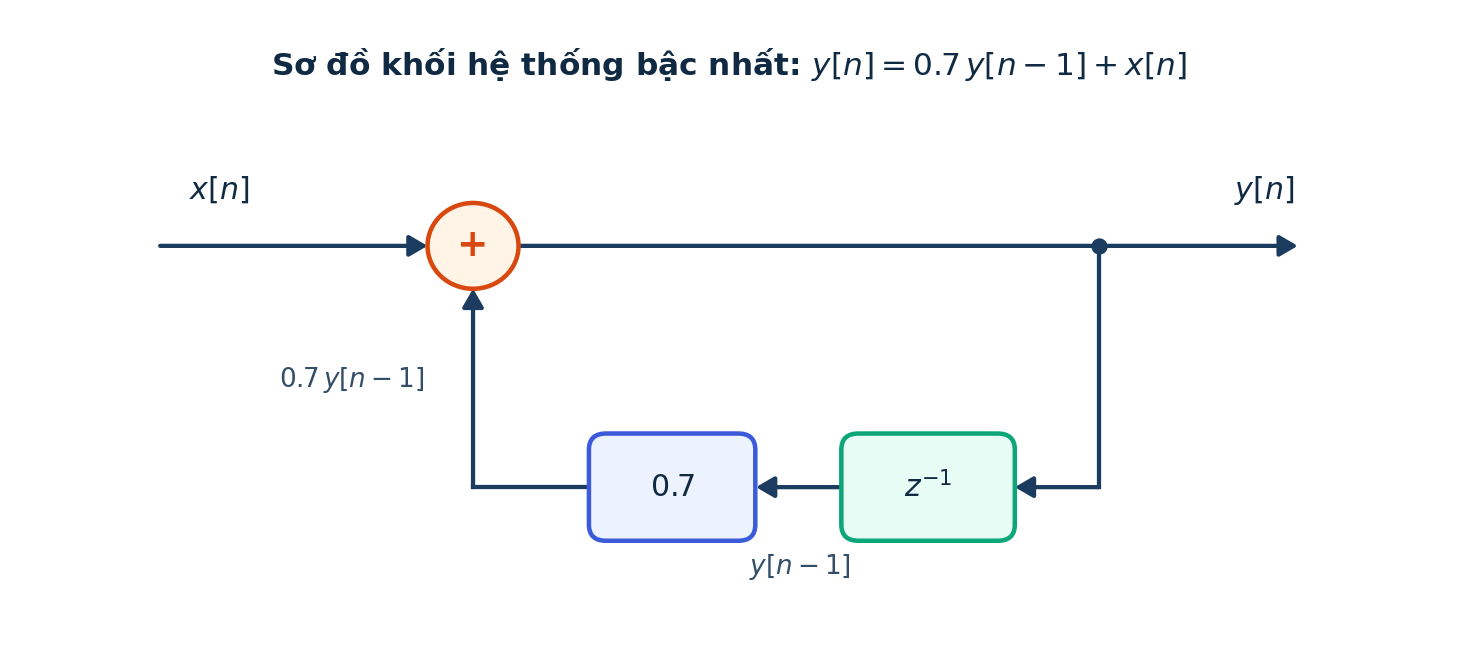 Sơ đồ khối hệ thống bậc nhất: y[n] = 0.7 y[n − 1] + x[n]
x[n]
y[n]
+
0.7 y[n − 1]
0.7
z⁻¹
y[n − 1]